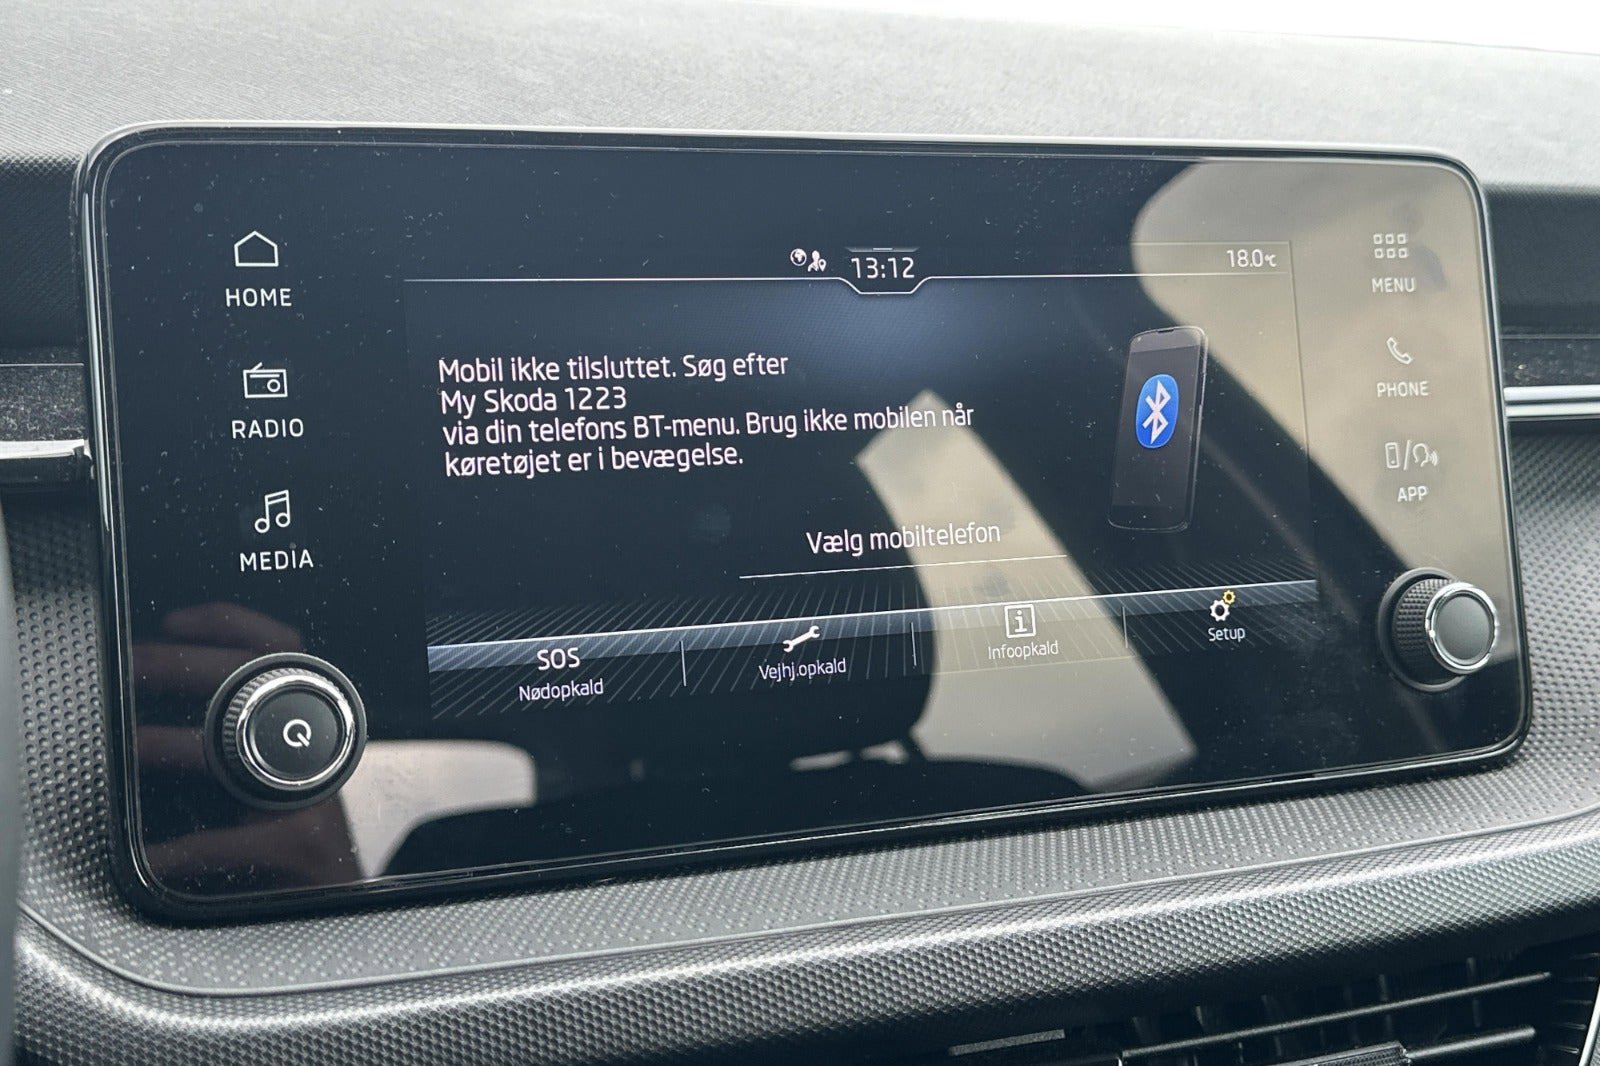 13:12
18.0°C
HOME
RADIO
MEDIA
Mobil ikke tilsluttet. Søg efter
My Skoda 1223
via din telefons BT-menu. Brug ikke mobilen når
køretøjet er i bevægelse.
Vælg mobiltelefon
SOS
Nødopkald
Vejhj.opkald
i
Infoopkald
Setup
MENU
PHONE
APP